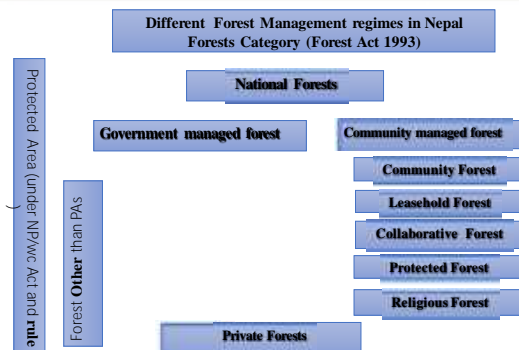 Different Forest Management regimes in Nepal
Forests Category (Forest Act 1993)
National Forests
Government managed forest
Community managed forest
Community Forest
Leasehold Forest
Collaborative Forest
Protected Forest
Religious Forest
Private Forests
Protected Area (under NP/wc Act and rule
)
Forest Other than PAs